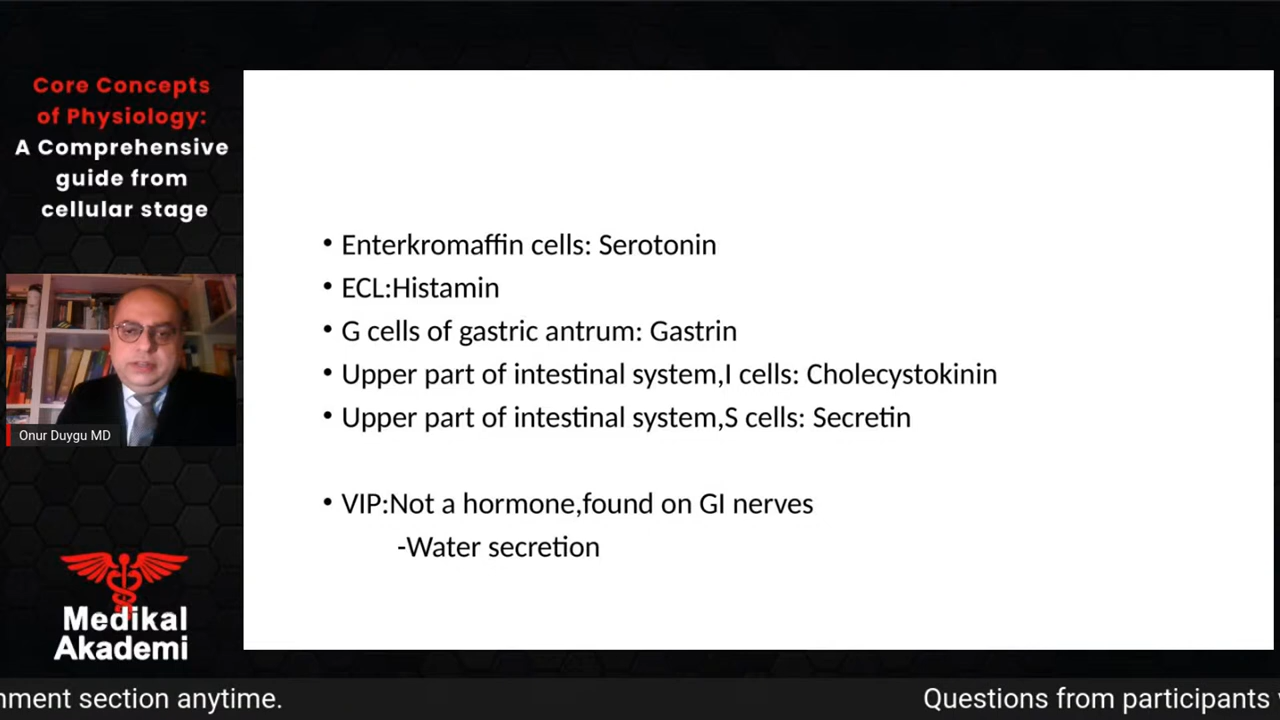 Core Concepts
of Physiology:
A Comprehensive
guide from
cellular stage
Onur Duygu MD
Medikal
Akademi
• Enterkromaffin cells: Serotonin
• ECL:Histamin
• G cells of gastric antrum: Gastrin
• Upper part of intestinal system,I cells: Cholecystokinin
• Upper part of intestinal system,S cells: Secretin
• VIP:Not a hormone,found on GI nerves
-Water secretion
section anytime.
Questions from participants